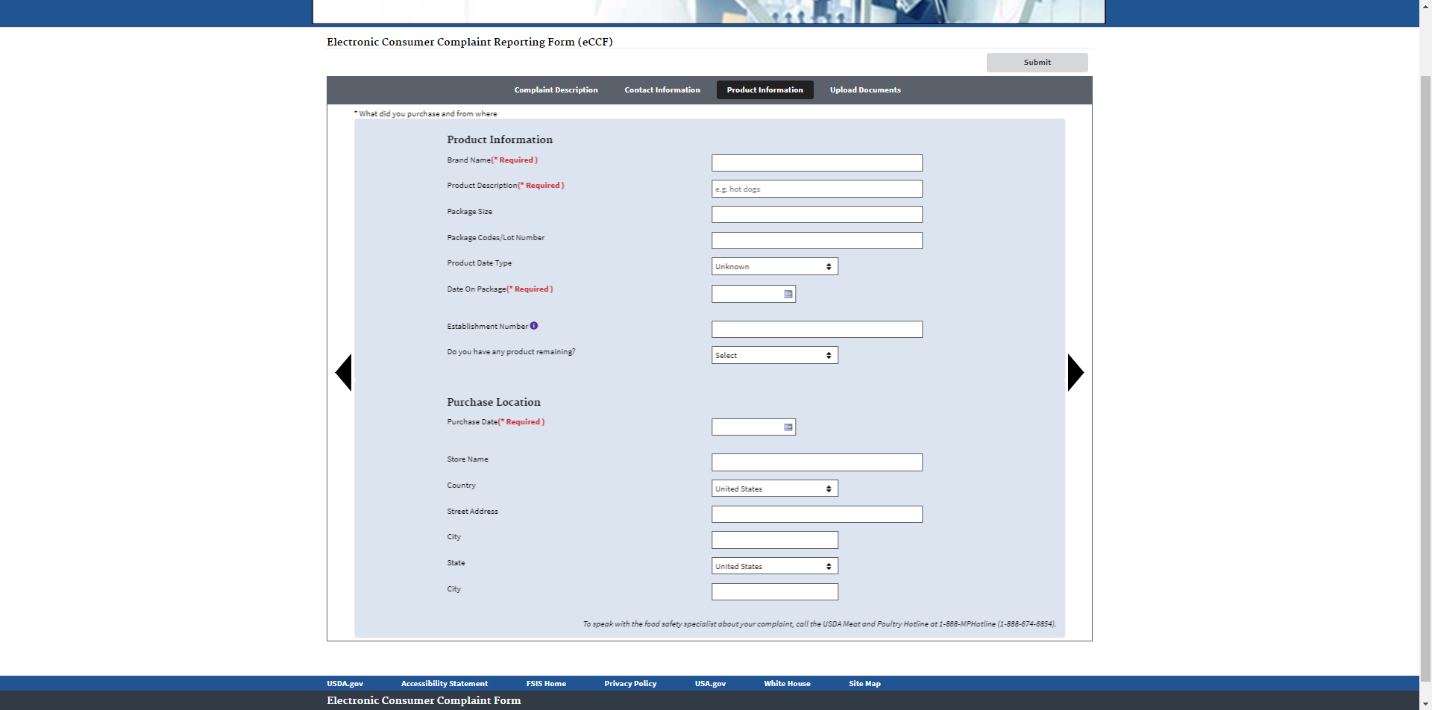 Electronic Consumer Complaint Reporting Form (eCCF)
Submit
Complaint Description Contact Information Product Information Upload Documents
* What did you purchase and from where
Product Information
Brand Name(* Required )
Product Description(* Required ) e.g. hot dogs
Package Size
Package Codes/Lot Number
Product Date Type Unknown
Date On Package(* Required )
Establishment Number i
Do you have any product remaining? Select
Purchase Location
Purchase Date(* Required )
Store Name
Country United States
Street Address
City
State United States
City
To speak with the food safety specialist about your complaint, call the USDA Meat and Poultry Hotline at 1-888-MPHotline (1-888-674-6854).
USDA.gov Accessibility Statement FSIS Home Privacy Policy USA.gov White House Site Map
Electronic Consumer Complaint Form